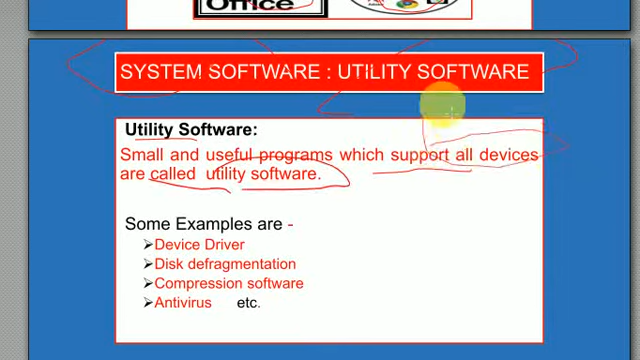 Office
SYSTEM SOFTWARE : UTILITY SOFTWARE
Utility Software:
Small and useful programs which support all devices
are called utility software.
Some Examples are -
➢Device Driver
➢Disk defragmentation
➢Compression software
➢Antivirus etc.